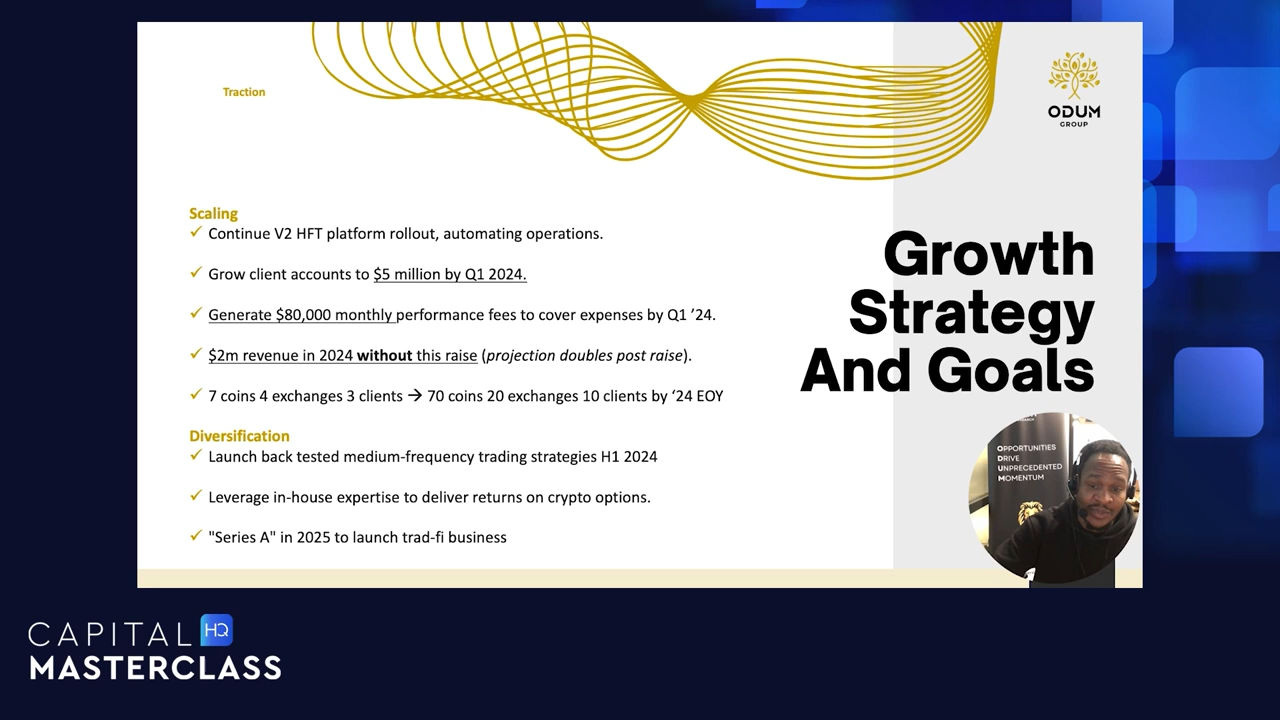 Traction
ODUM
GROUP
Scaling
✓ Continue V2 HFT platform rollout, automating operations.
✓ Grow client accounts to $5 million by Q1 2024.
✓ Generate $80,000 monthly performance fees to cover expenses by Q1 ’24.
✓ $2m revenue in 2024 without this raise (projection doubles post raise).
✓ 7 coins 4 exchanges 3 clients → 70 coins 20 exchanges 10 clients by ‘24 EOY
Diversification
✓ Launch back tested medium-frequency trading strategies H1 2024
✓ Leverage in-house expertise to deliver returns on crypto options.
✓ "Series A" in 2025 to launch trad-fi business
Growth
Strategy
And Goals
OPPORTUNITIES
DRIVE
UNPRECEDENTED
MOMENTUM
CAPITAL HQ
MASTERCLASS